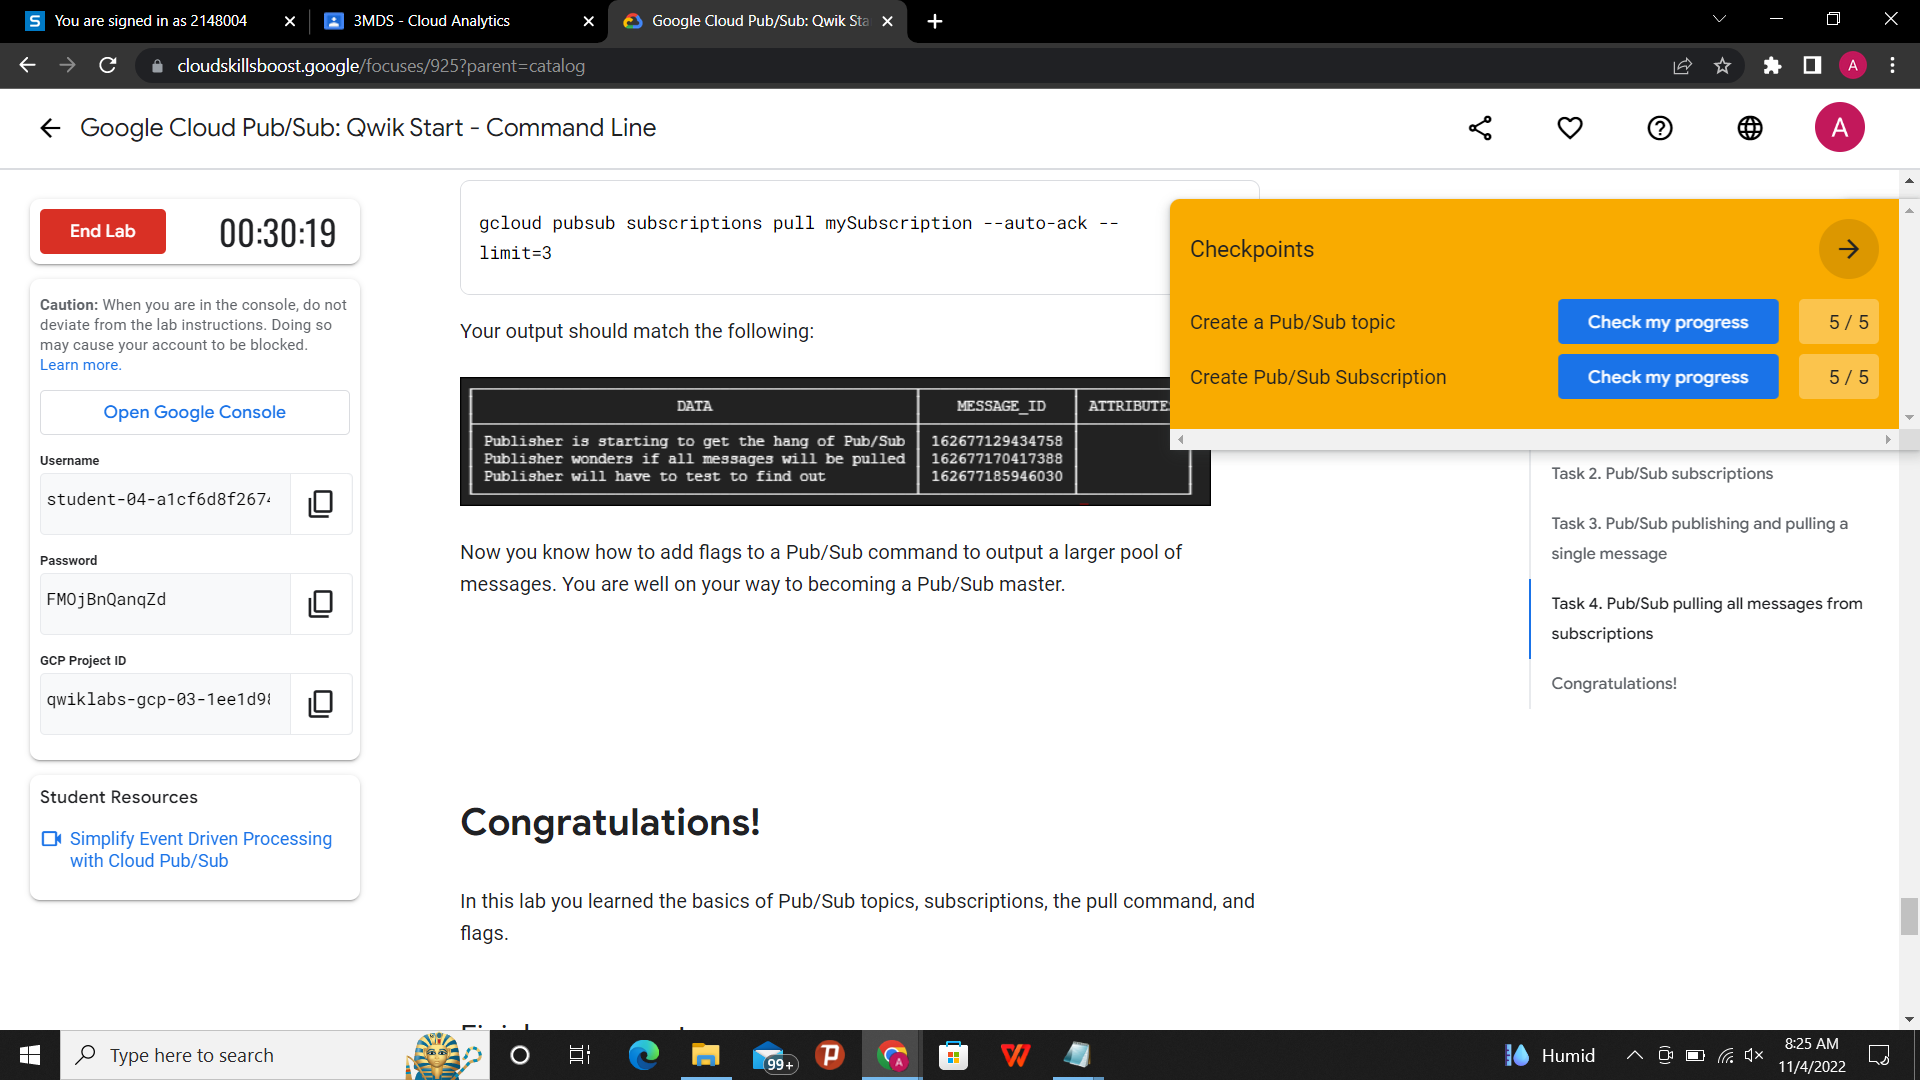 You are signed in as 2148004
3MDS - Cloud Analytics
Google Cloud Pub/Sub: Qwik Sta
cloudskillsboost.google/focuses/925?parent=catalog
A
Google Cloud Pub/Sub: Qwik Start - Command Line
A
End Lab
00:30:19
Caution: When you are in the console, do not
deviate from the lab instructions. Doing so
may cause your account to be blocked.
Learn more.
Open Google Console
Username
student-04-a1cf6d8f2674
Password
FMOjBnQanqZd
GCP Project ID
qwiklabs-gcp-03-1ee1d98
Student Resources
Simplify Event Driven Processing
with Cloud Pub/Sub
gcloud pubsub subscriptions pull mySubscription --auto-ack --
limit=3
Your output should match the following:
DATA MESSAGE_ID ATTRIBUTES
Publisher is starting to get the hang of Pub/Sub 162677129434758
Publisher wonders if all messages will be pulled 162677170417388
Publisher will have to test to find out 162677185946030
Now you know how to add flags to a Pub/Sub command to output a larger pool of
messages. You are well on your way to becoming a Pub/Sub master.
Congratulations!
In this lab you learned the basics of Pub/Sub topics, subscriptions, the pull command, and
flags.
Checkpoints
Create a Pub/Sub topic Check my progress 5 / 5
Create Pub/Sub Subscription Check my progress 5 / 5
Task 2. Pub/Sub subscriptions
Task 3. Pub/Sub publishing and pulling a
single message
Task 4. Pub/Sub pulling all messages from
subscriptions
Congratulations!
Type here to search
99+
Humid
8:25 AM
11/4/2022